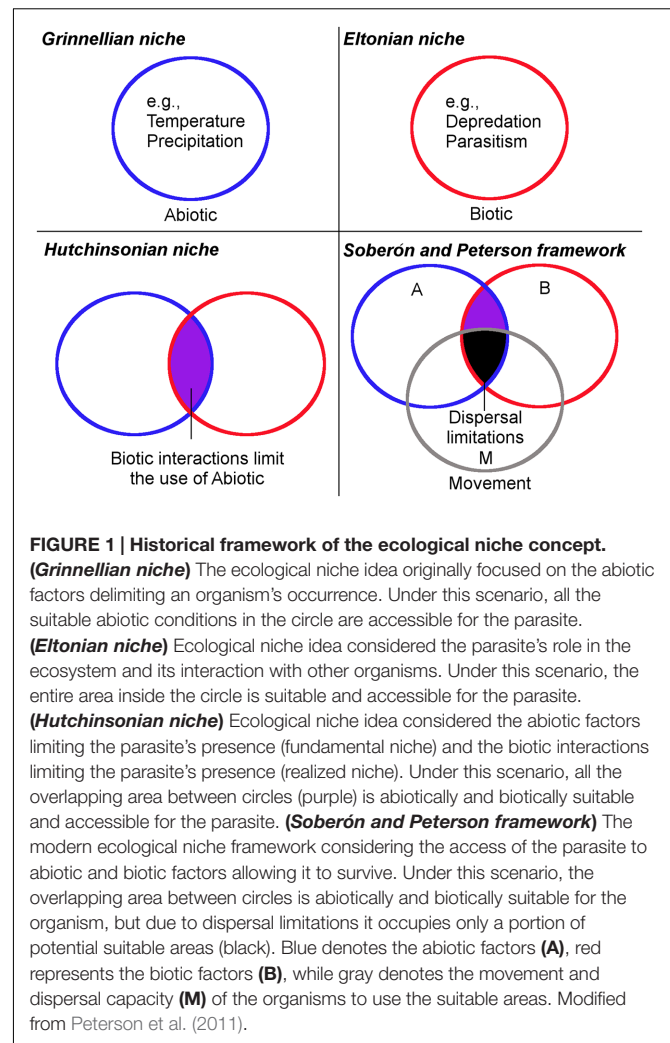 Grinnellian niche
e.g.,
Temperature
Precipitation
Abiotic
Eltonian niche
e.g.,
Depredation
Parasitism
Biotic
Hutchinsonian niche
Biotic interactions limit
the use of Abiotic
Soberón and Peterson framework
A
B
Dispersal
limitations
M
Movement
FIGURE 1 | Historical framework of the ecological niche concept.
(Grinnellian niche) The ecological niche idea originally focused on the abiotic
factors delimiting an organism's occurrence. Under this scenario, all the
suitable abiotic conditions in the circle are accessible for the parasite.
(Eltonian niche) Ecological niche idea considered the parasite's role in the
ecosystem and its interaction with other organisms. Under this scenario, the
entire area inside the circle is suitable and accessible for the parasite.
(Hutchinsonian niche) Ecological niche idea considered the abiotic factors
limiting the parasite's presence (fundamental niche) and the biotic interactions
limiting the parasite's presence (realized niche). Under this scenario, all the
overlapping area between circles (purple) is abiotically and biotically suitable
and accessible for the parasite. (Soberón and Peterson framework) The
modern ecological niche framework considering the access of the parasite to
abiotic and biotic factors allowing it to survive. Under this scenario, the
overlapping area between circles is abiotically and biotically suitable for the
organism, but due to dispersal limitations it occupies only a portion of
potential suitable areas (black). Blue denotes the abiotic factors (A), red
represents the biotic factors (B), while gray denotes the movement and
dispersal capacity (M) of the organisms to use the suitable areas. Modified
from Peterson et al. (2011).